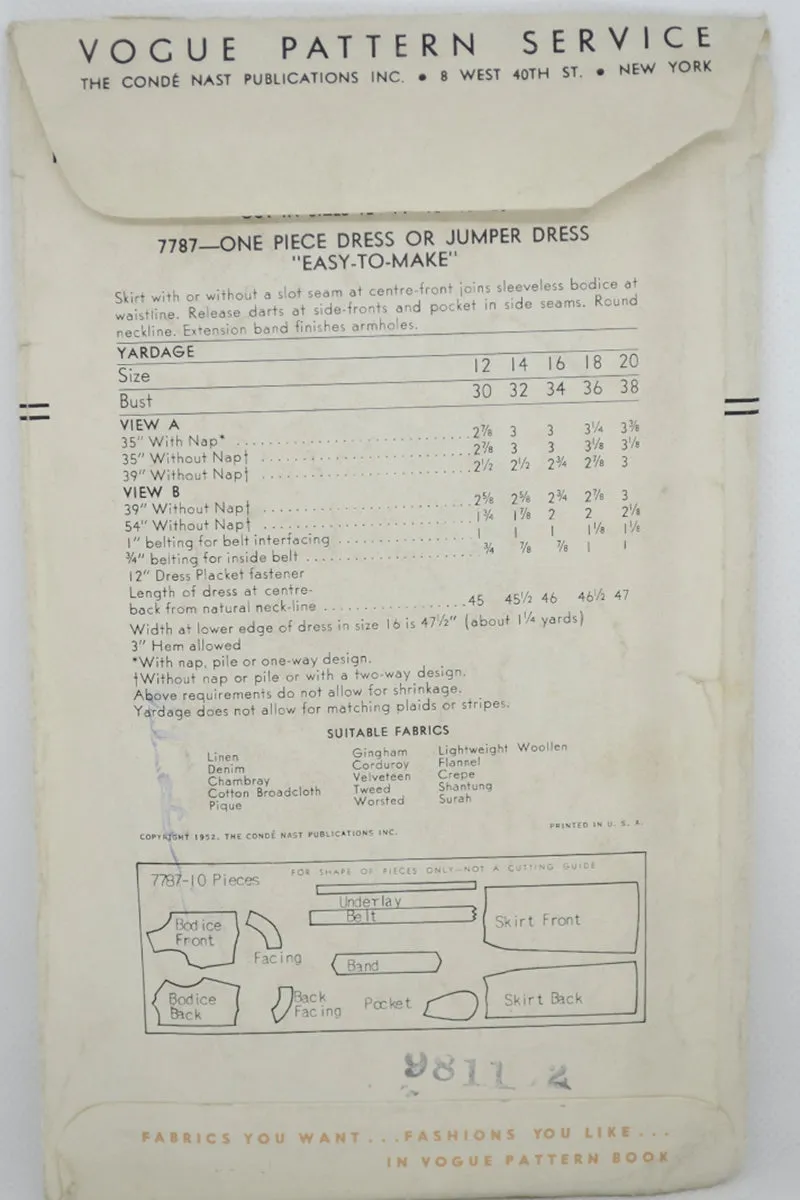 VOGUE PATTERN SERVICE
THE CONDÉ NAST PUBLICATIONS INC. • 8 WEST 40TH ST. • NEW YORK
7787—ONE PIECE DRESS OR JUMPER DRESS
"EASY-TO-MAKE"
Skirt with or without a slot seam at centre-front joins sleeveless bodice at
waistline. Release darts at side-fronts and pocket in side seams. Round
neckline. Extension band finishes armholes.
YARDAGE
Size 12 14 16 18 20
Bust 30 32 34 36 38
VIEW A
35" With Nap* 2⅞ 3 3 3¼ 3⅜
35" Without Nap† 2⅞ 3 3 3⅛ 3⅛
39" Without Nap† 2½ 2½ 2¾ 2⅞ 3
VIEW B
39" Without Nap† 2⅝ 2⅝ 2¾ 2⅞ 3
54" Without Nap† 1¾ 1⅞ 2 2 2⅛
1" belting for belt interfacing 1 1 1 1⅛ 1⅛
¾" belting for inside belt ¾ ⅞ ⅞ 1 1
12" Dress Placket fastener
Length of dress at centre-
back from natural neck-line 45 45½ 46 46½ 47
Width at lower edge of dress in size 16 is 47½" (about 1¼ yards)
3" Hem allowed
*With nap, pile or one-way design.
†Without nap or pile or with a two-way design.
Above requirements do not allow for shrinkage.
Yardage does not allow for matching plaids or stripes.
SUITABLE FABRICS
Linen Gingham Lightweight Woollen
Denim Corduroy Flannel
Chambray Velveteen Crepe
Cotton Broadcloth Tweed Shantung
Pique Worsted Surah
COPYRIGHT 1952, THE CONDÉ NAST PUBLICATIONS INC.
PRINTED IN U. S. A.
7787-10 Pieces
FOR SHAPE OF PIECES ONLY—NOT A CUTTING GUIDE
Underlay
Belt
Bodice
Front
Facing
Skirt Front
Band
Bodice
Back
Back
Facing
Pocket
Skirt Back
9811 2
FABRICS YOU WANT...FASHIONS YOU LIKE...
IN VOGUE PATTERN BOOK